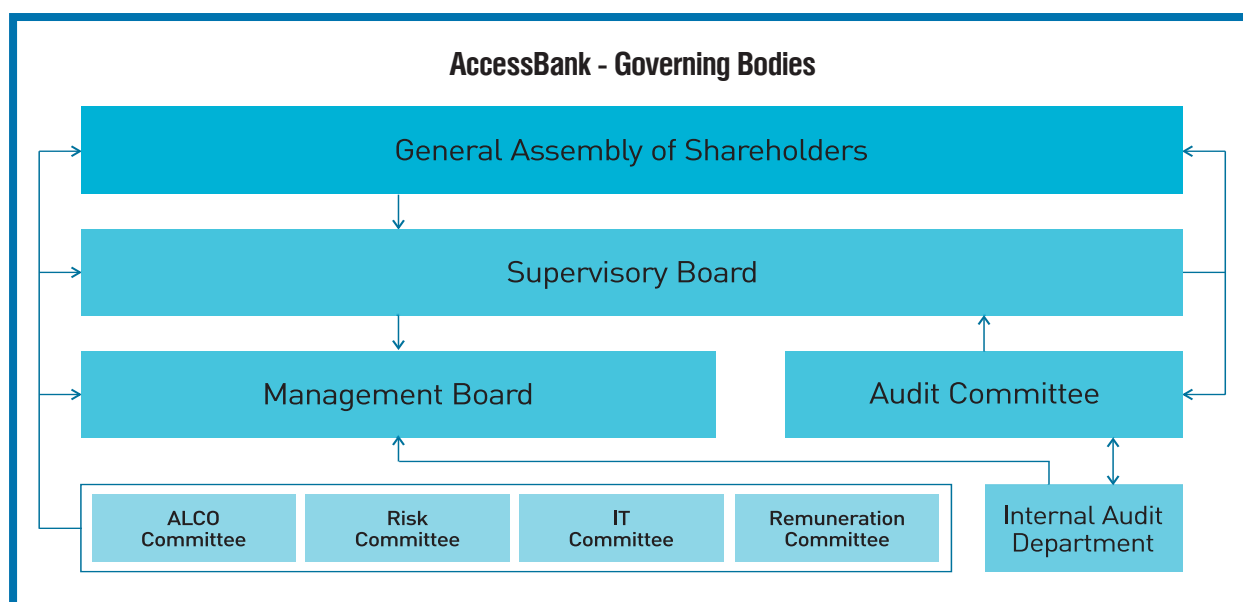 AccessBank - Governing Bodies
General Assembly of Shareholders
Supervisory Board
Management Board
Audit Committee
ALCO
Committee
Risk
Committee
IT
Committee
Remuneration
Committee
Internal Audit
Department